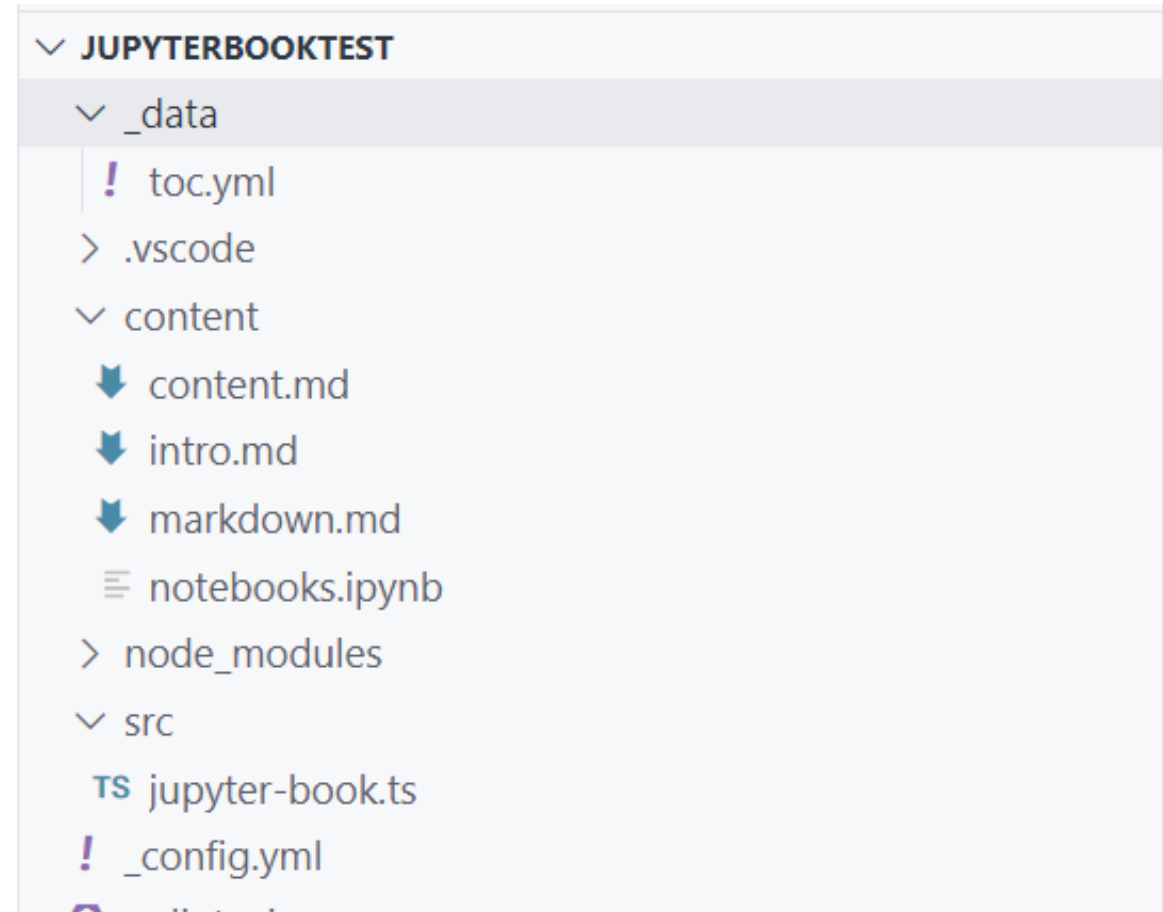 JUPYTERBOOKTEST
_data
! toc.yml
.vscode
content
content.md
intro.md
markdown.md
notebooks.ipynb
node_modules
src
TS jupyter-book.ts
! _config.yml